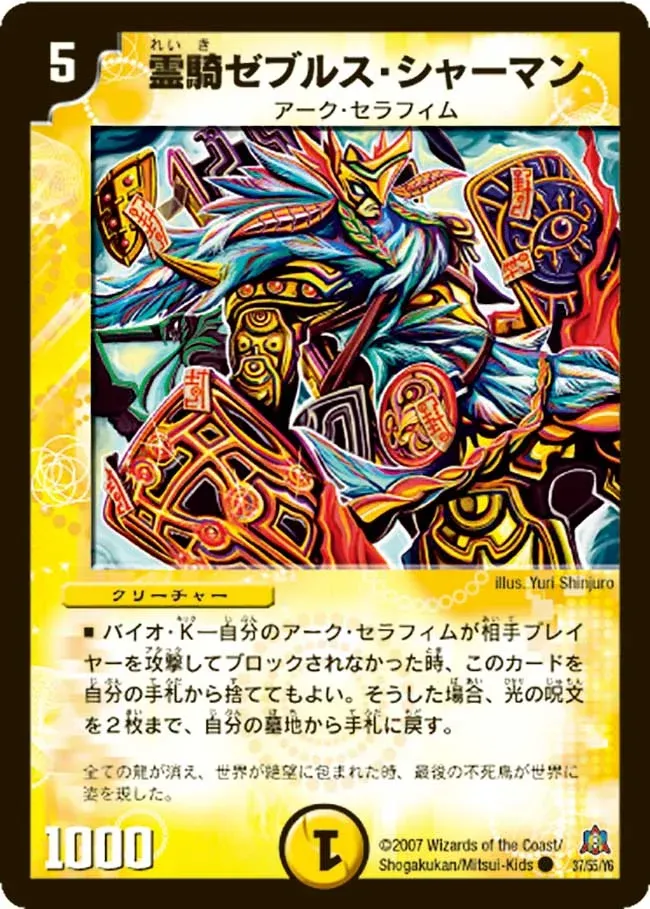 5
れいき
霊騎ゼブルス・シャーマン
アーク・セラフィム
illus. Yuri Shinjuro
クリーチャー
■ バイオ・K―自分のアーク・セラフィムが相手プレイ
ヤーを攻撃してブロックされなかった時、このカードを
自分の手札から捨ててもよい。そうした場合、光の呪文
を2枚まで、自分の墓地から手札に戻す。
全ての龍が消え、世界が絶望に包まれた時、最後の不死鳥が世界に
姿を現した。
1000
1
©2007 Wizards of the Coast/
Shogakukan/Mitsui-Kids
37/55/Y6